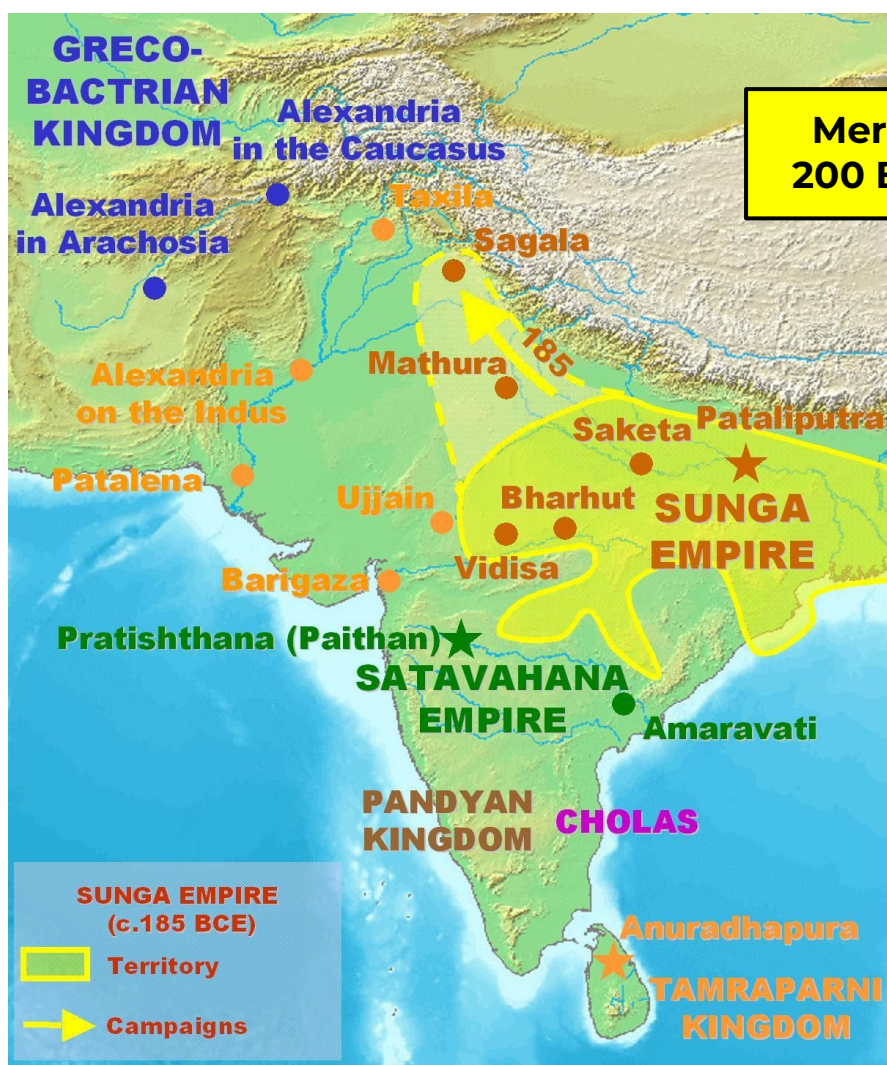 GRECO-
BACTRIAN
KINGDOM
Alexandria
in the Caucasus
Mer
200
Alexandria
in Arachosia
Taxila
Sagala
185
Mathura
Alexandria
on the Indus
Saketa
Pataliputra
Patalena
Ujjain
Bharhut
SUNGA
EMPIRE
Vidisa
Barigaza
Pratishthana (Paithan)
SATAVAHANA
EMPIRE
Amaravati
PANDYAN
KINGDOM
CHOLAS
SUNGA EMPIRE
(c.185 BCE)
Territory
Campaigns
Anuradhapura
TAMRAPARNI
KINGDOM